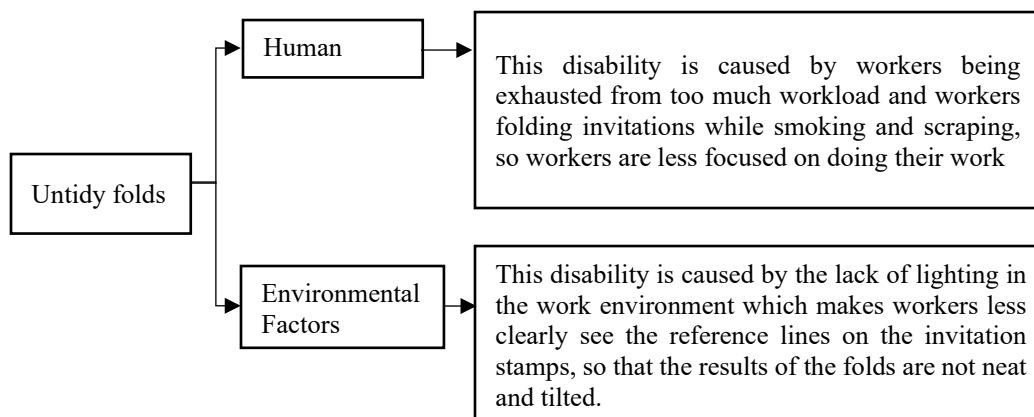 Human
This disability is caused by workers being
exhausted from too much workload and workers
folding invitations while smoking and scraping,
so workers are less focused on doing their work
Untidy folds
Environmental
Factors
This disability is caused by the lack of lighting in
the work environment which makes workers less
clearly see the reference lines on the invitation
stamps, so that the results of the folds are not neat
and tilted.